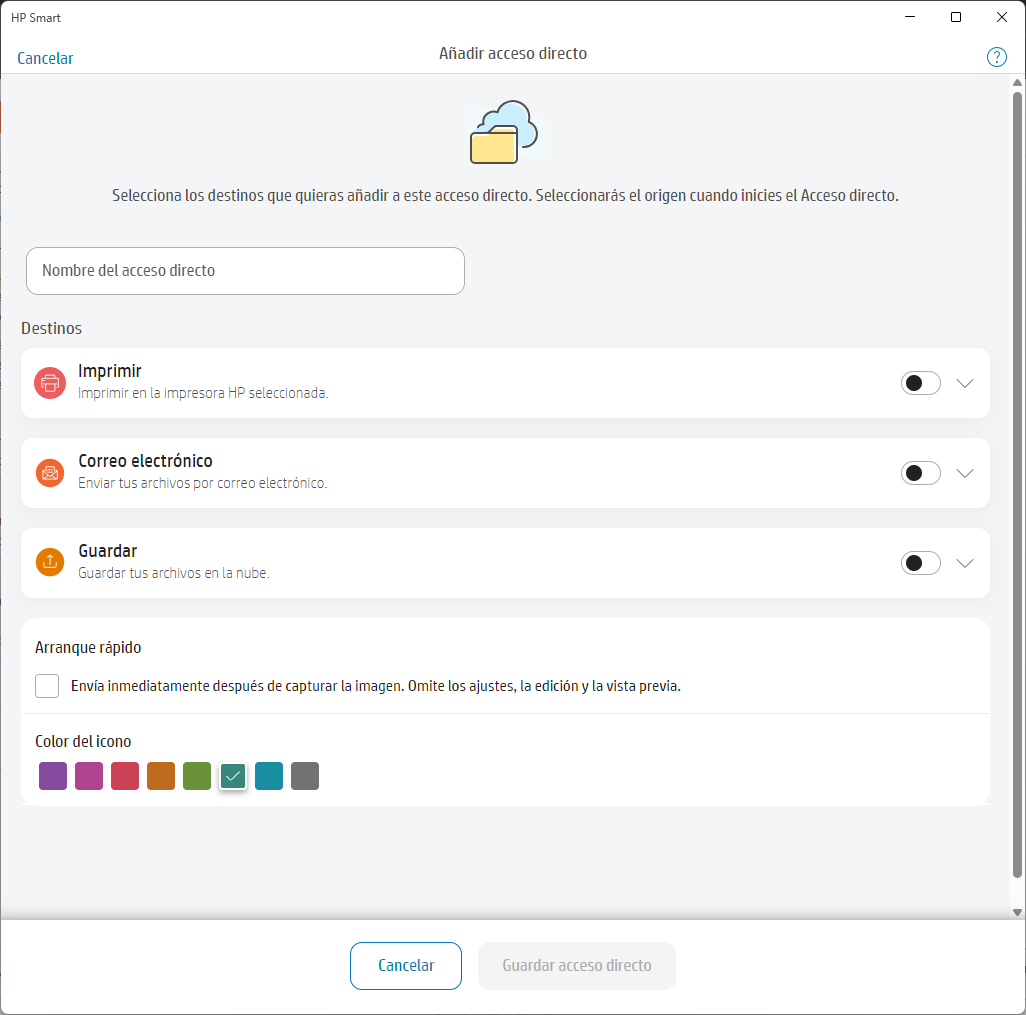 HP Smart
Cancelar
Añadir acceso directo
?
Selecciona los destinos que quieras añadir a este acceso directo. Seleccionarás el origen cuando inicies el Acceso directo.
Nombre del acceso directo
Destinos
Imprimir
Imprimir en la impresora HP seleccionada.
Correo electrónico
Enviar tus archivos por correo electrónico.
Guardar
Guardar tus archivos en la nube.
Arranque rápido
Envía inmediatamente después de capturar la imagen. Omite los ajustes, la edición y la vista previa.
Color del icono
Cancelar
Guardar acceso directo